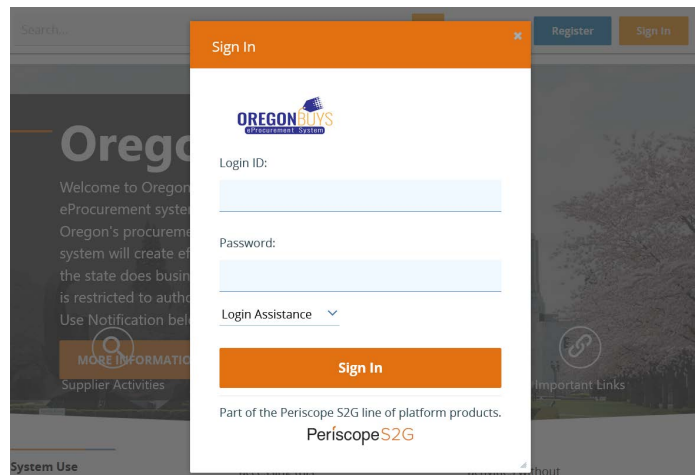 Search...
Register
Sign In
Sign In
OREGONBUYS
eProcurement System
Login ID:
Password:
Login Assistance
Sign In
Part of the Periscope S2G line of platform products.
PeriscopeS2G
Orego
Welcome to Oregon
eProcurement syste
Oregon's procureme
system will create ef
the state does busin
is restricted to autho
Use Notification bel
MORE INFORMATIO
Supplier Activities
Important Links
System Use